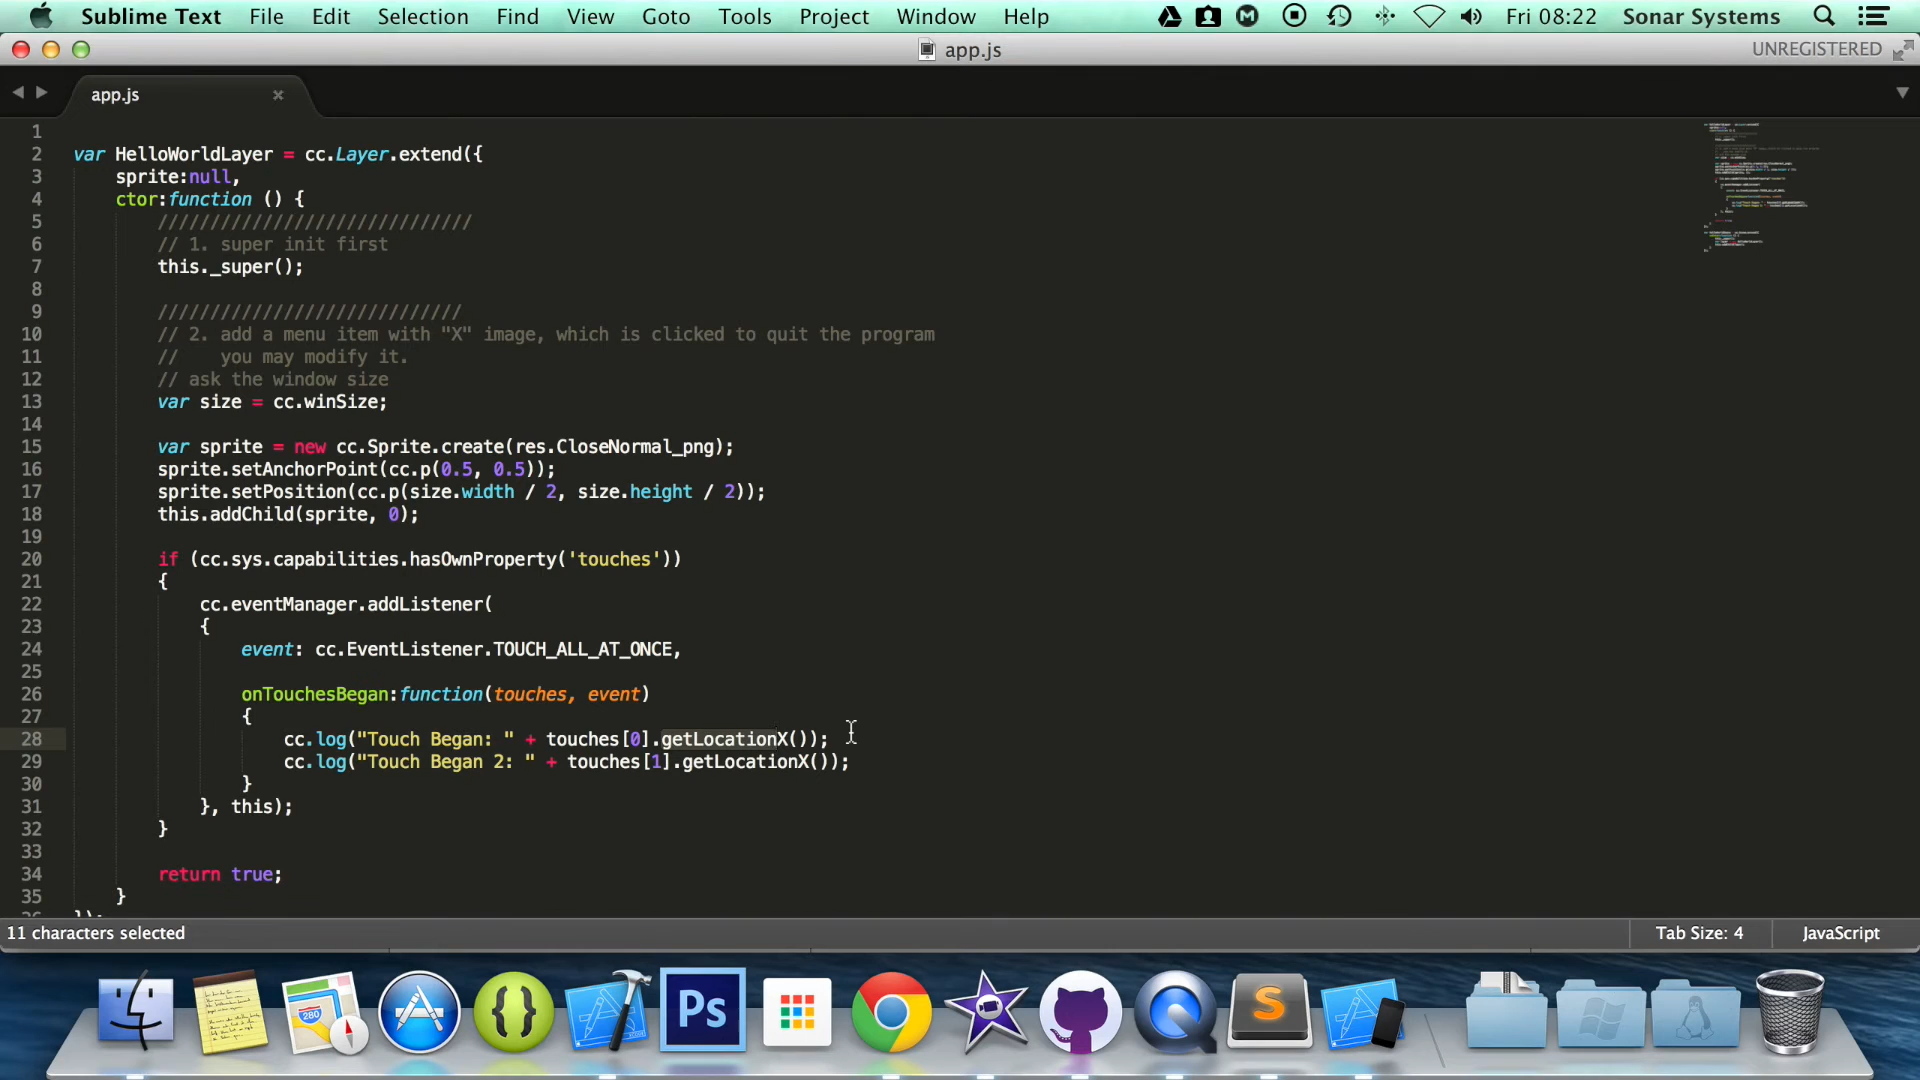 Sublime Text File Edit Selection Find View Goto Tools Project Window Help Fri 08:22 Sonar Systems
app.js UNREGISTERED
app.js
1
2 var HelloWorldLayer = cc.Layer.extend({
3 sprite:null,
4 ctor:function () {
5 //////////////////////////////
6 // 1. super init first
7 this._super();
8
9 /////////////////////////////
10 // 2. add a menu item with "X" image, which is clicked to quit the program
11 //    you may modify it.
12 // ask the window size
13 var size = cc.winSize;
14
15 var sprite = new cc.Sprite.create(res.CloseNormal_png);
16 sprite.setAnchorPoint(cc.p(0.5, 0.5));
17 sprite.setPosition(cc.p(size.width / 2, size.height / 2));
18 this.addChild(sprite, 0);
19
20 if (cc.sys.capabilities.hasOwnProperty('touches'))
21 {
22 cc.eventManager.addListener(
23 {
24 event: cc.EventListener.TOUCH_ALL_AT_ONCE,
25
26 onTouchesBegan:function(touches, event)
27 {
28 cc.log("Touch Began: " + touches[0].getLocationX());
29 cc.log("Touch Began 2: " + touches[1].getLocationX());
30 }
31 }, this);
32 }
33
34 return true;
35 }
11 characters selected Tab Size: 4 JavaScript
280
Ps
S